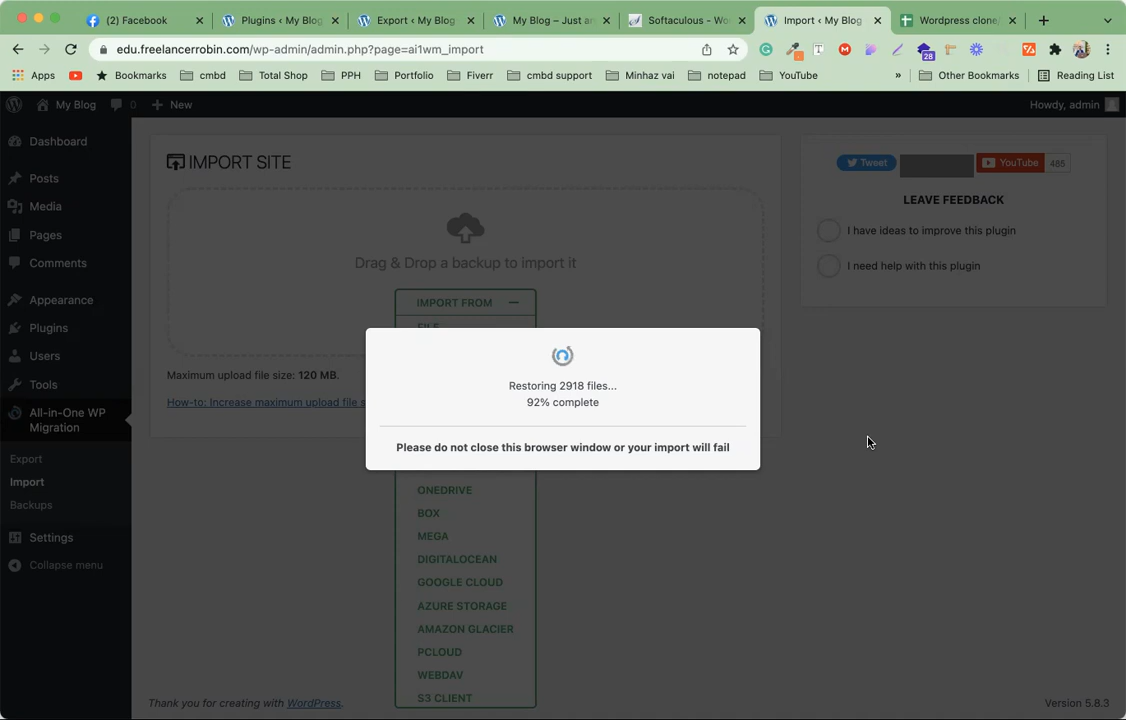 (2) Facebook
Plugins ‹ My Blog
Export ‹ My Blog
My Blog – Just an
Softaculous - Wo
Import ‹ My Blog
Wordpress clone/
edu.freelancerrobin.com/wp-admin/admin.php?page=ai1wm_import
28
Apps
Bookmarks
cmbd
Total Shop
PPH
Portfolio
Fiverr
cmbd support
Minhaz vai
notepad
YouTube
»
Other Bookmarks
Reading List
My Blog
0
New
Howdy, admin
Dashboard
Posts
Media
Pages
Comments
Appearance
Plugins
Users
Tools
All-in-One WP
Migration
Export
Import
Backups
Settings
Collapse menu
IMPORT SITE
Drag & Drop a backup to import it
IMPORT FROM
FILE
Maximum upload file size: 120 MB.
How-to: Increase maximum upload file s
Restoring 2918 files...
92% complete
Please do not close this browser window or your import will fail
ONEDRIVE
BOX
MEGA
DIGITALOCEAN
GOOGLE CLOUD
AZURE STORAGE
AMAZON GLACIER
PCLOUD
WEBDAV
S3 CLIENT
Tweet
YouTube
485
LEAVE FEEDBACK
I have ideas to improve this plugin
I need help with this plugin
Thank you for creating with WordPress.
Version 5.8.3